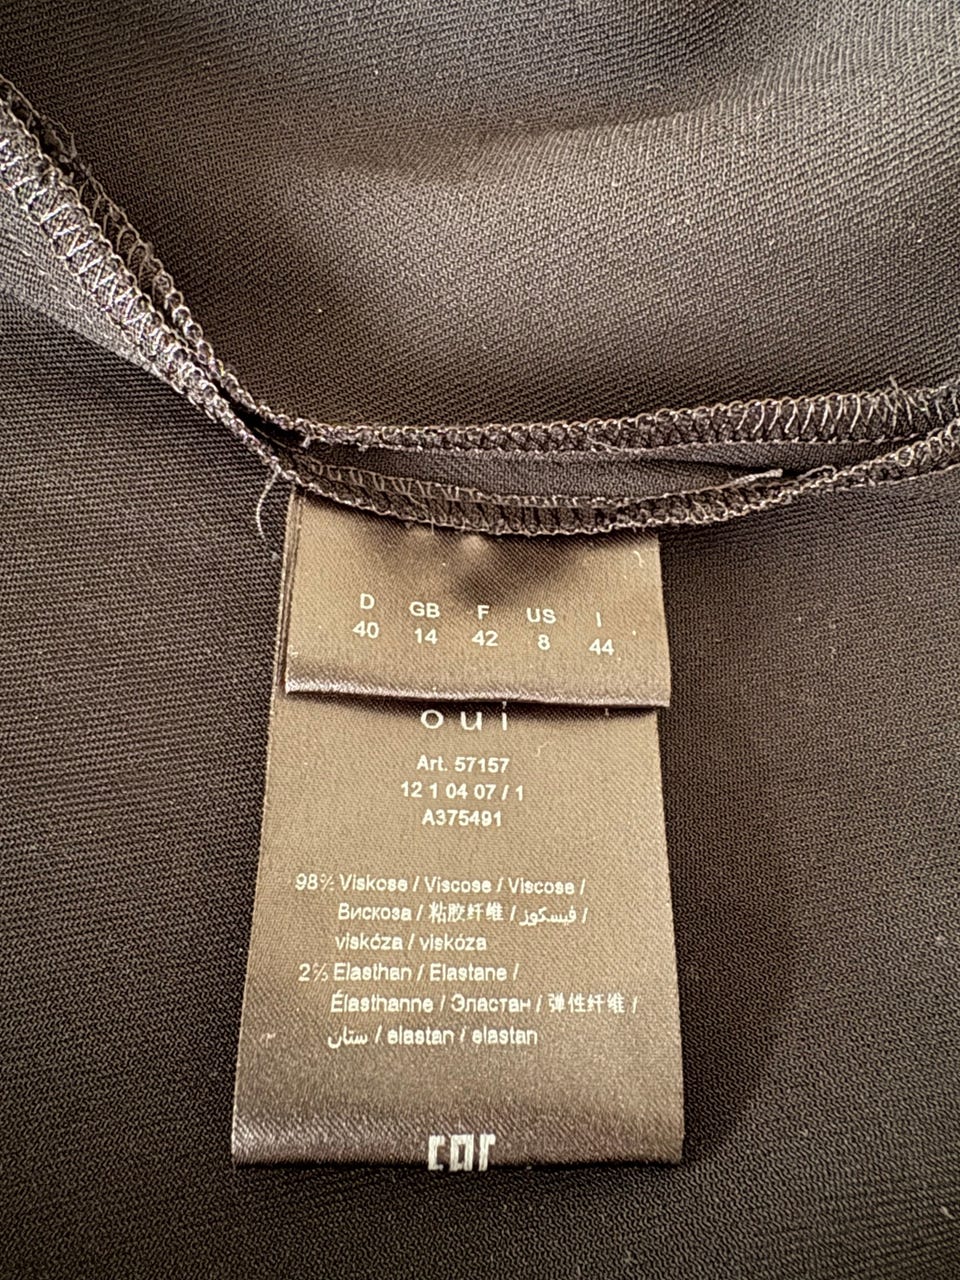 D GB F US I
40 14 42 8 44
oui
Art. 57157
12 1 04 07 / 1
A375491
98% Viskose / Viscose / Viscose /
Вискоза / 粘胶纤维 / فيسكوز /
viskóza / viskóza
2% Elasthan / Elastane /
Élasthanne / Эластан / 弹性纤维 /
ستان / elastan / elastan